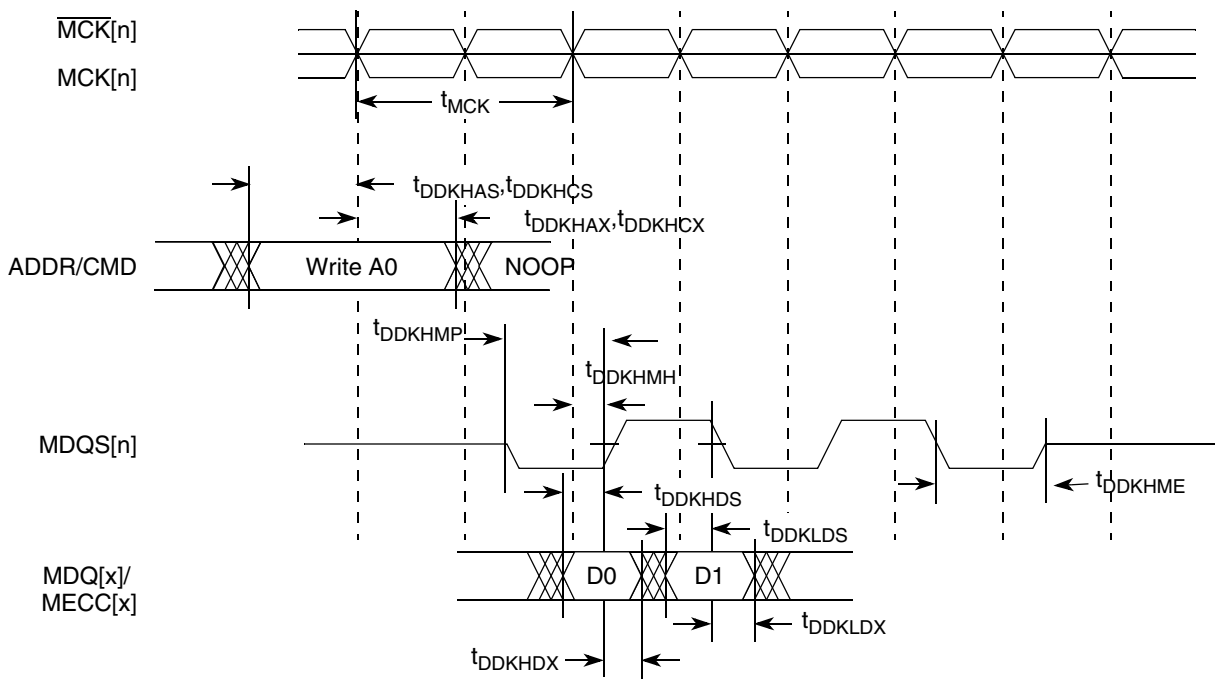 MCK[n]
MCK[n]
tMCK
tDDKHAS,tDDKHCS
tDDKHAX,tDDKHCX
ADDR/CMD
Write A0
NOOP
tDDKHMP
tDDKHMH
MDQS[n]
tDDKHME
tDDKHDS
tDDKLDS
MDQ[x]/
MECC[x]
D0
D1
tDDKLDX
tDDKHDX